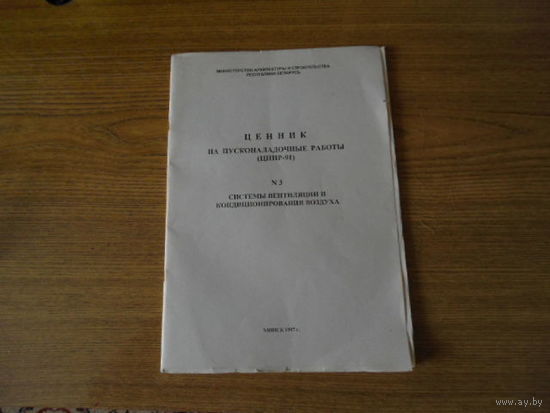 МИНИСТЕРСТВО АРХИТЕКТУРЫ И СТРОИТЕЛЬСТВА
РЕСПУБЛИКИ БЕЛАРУСЬ
ЦЕННИК
НА ПУСКОНАЛАДОЧНЫЕ РАБОТЫ
(ЦПНР-91)
N 3
СИСТЕМЫ ВЕНТИЛЯЦИИ И
КОНДИЦИОНИРОВАНИЯ ВОЗДУХА
МИНСК 1997 г.
www.ay.by